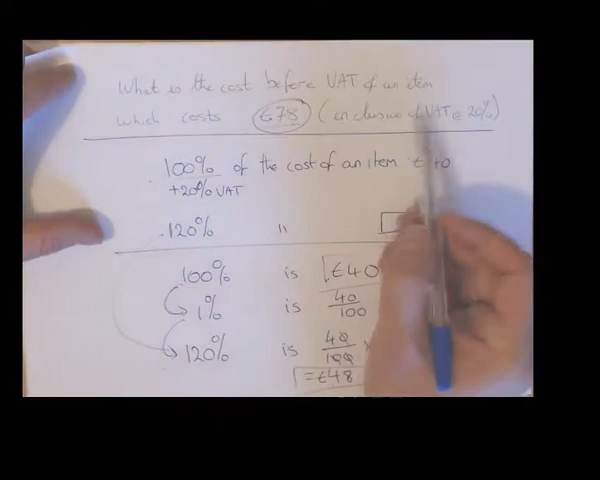 What is the cost before VAT of an item
which costs €78 (inclusive of VAT @ 20%)
100% of the cost of an item € 40
+20% VAT
120% "
100% is €40
1% is 40/100
120% is 40/100 x
= €48